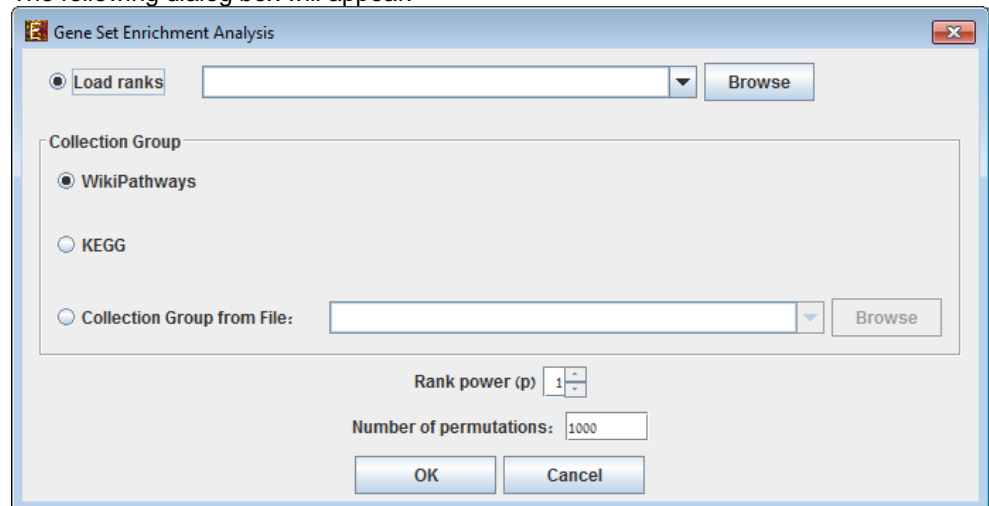 The following dialog box will appear:
Gene Set Enrichment Analysis
Load ranks Browse
Collection Group
WikiPathways
KEGG
Collection Group from File: Browse
Rank power (p) 1
Number of permutations: 1000
OK Cancel